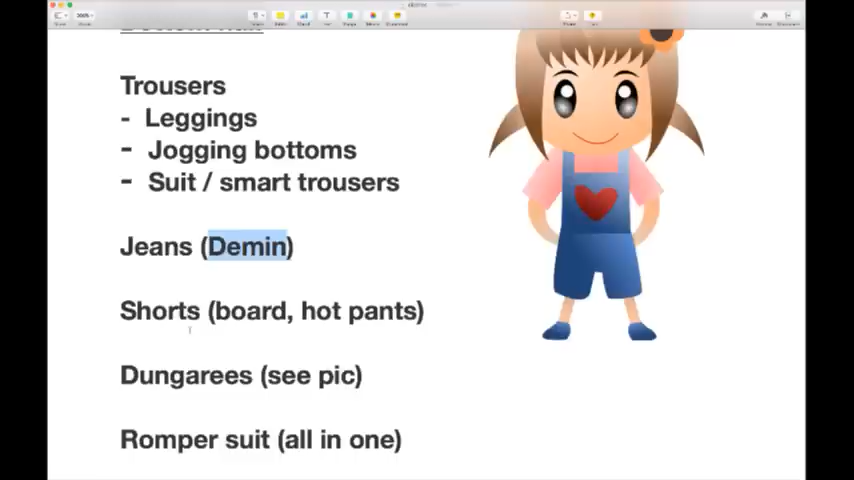 Trousers
- Leggings
- Jogging bottoms
- Suit / smart trousers
Jeans (Demin)
Shorts (board, hot pants)
Dungarees (see pic)
Romper suit (all in one)